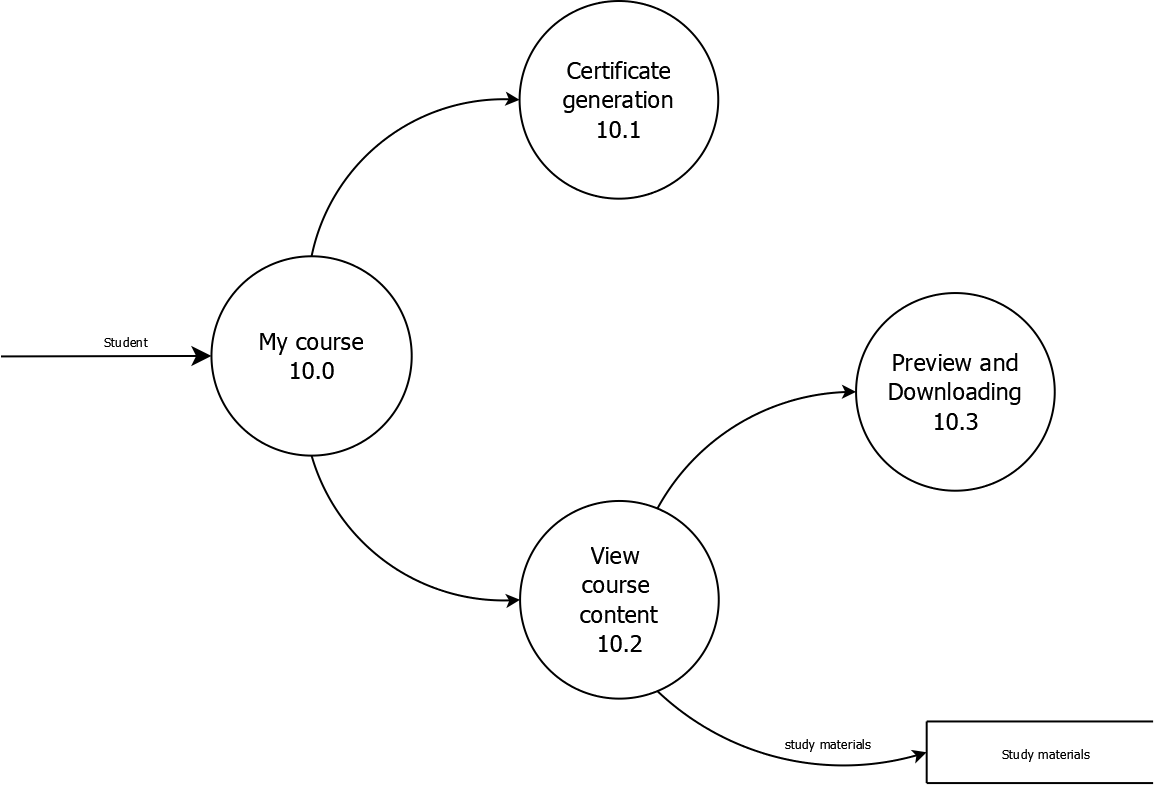 Certificate
generation
10.1
Student
My course
10.0
Preview and
Downloading
10.3
View
course
content
10.2
study materials
Study materials